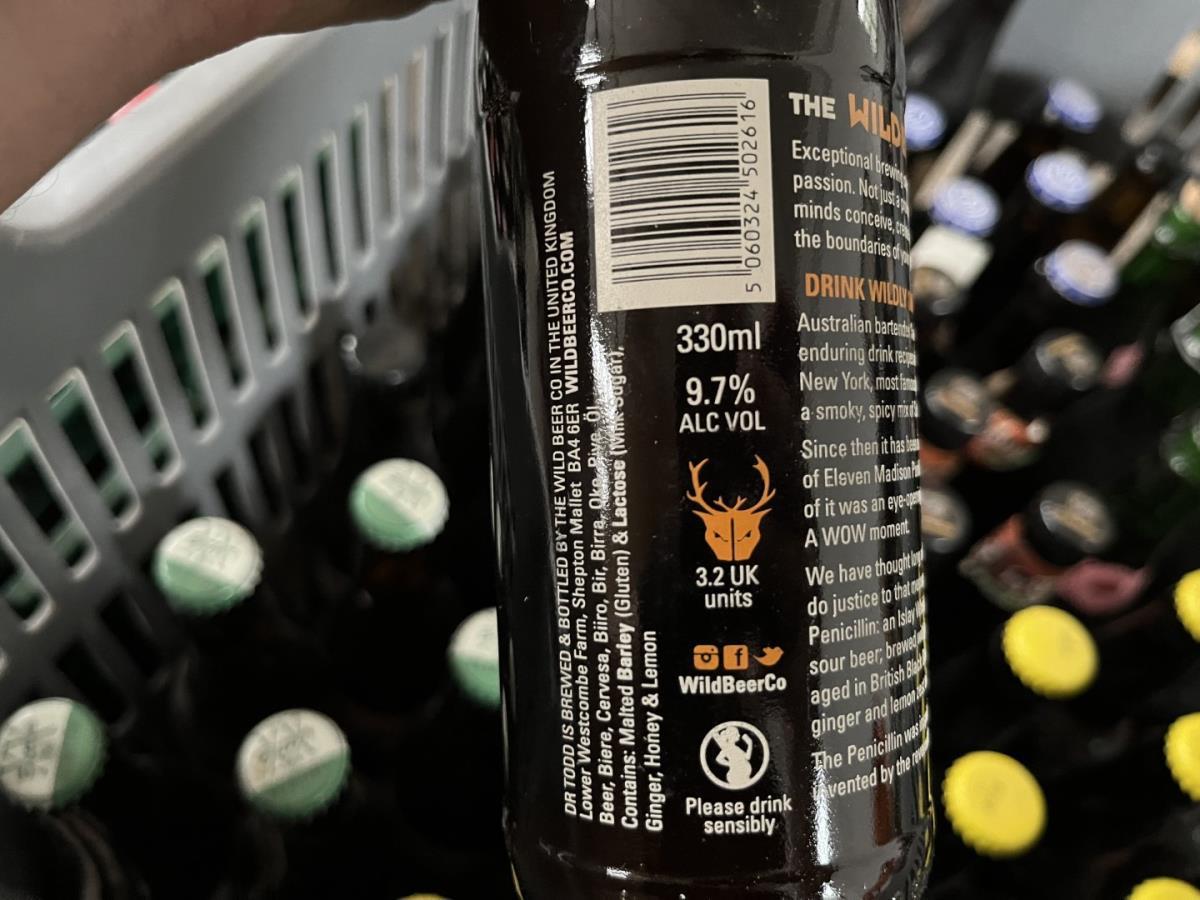 DR TODD IS BREWED & BOTTLED BY THE WILD BEER CO IN THE UNITED KINGDOM
Lower Westcombe Farm, Shepton Mallet BA4 6ER WILDBEERCO.COM
Beer, Biere, Cervesa, Biiro, Bir, Birra, Oke, Bere, Öl
Contains: Malted Barley (Gluten) & Lactose (Milk Sugar),
Ginger, Honey & Lemon
5 060324 502616
330ml
9.7%
ALC VOL
3.2 UK
units
WildBeerCo
Please drink
sensibly
THE WILD
Exceptional brewing
passion. Not just a
minds conceive,
the boundaries of
DRINK WILDLY
Australian bartender
enduring drink
New York, most
a smoky, spicy mix of
Since then it has been
of Eleven Madison
of it was an
A WOW moment.
We have thought
do justice to that
Penicillin: an Islay
sour beer; brewed
aged in British
ginger and lemon
The Penicillin was
invented by the